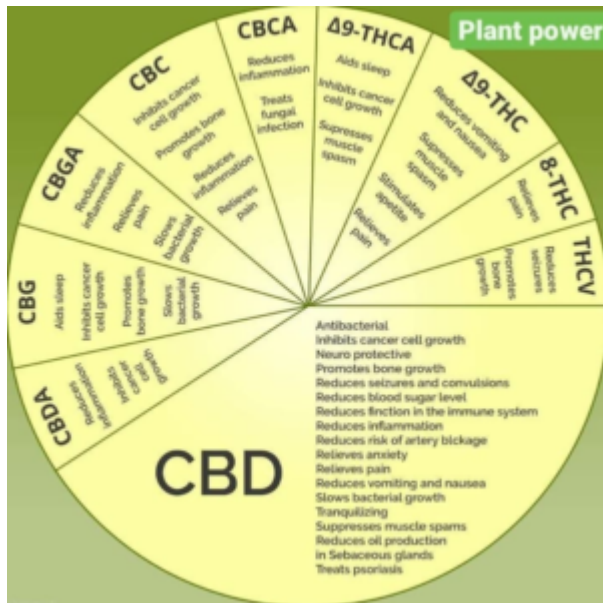 Plant power
CBDA
Reduces
inflammation
inhibits
cancer
cell
growth
CBG
Aids sleep
Inhibits cancer
cell growth
Promotes
bone growth
Slows
bacterial
growth
CBGA
Reduces
inflammation
Relieves
pain
Slows
bacterial
growth
CBC
Inhibits cancer
cell growth
Promotes bone
growth
Reduces
inflammation
Relieves
pain
CBCA
Reduces
inflammation
Treats
fungal
infection
Δ9-THCA
Aids sleep
Inhibits cancer
cell growth
Supresses
muscle
spasm
Δ9-THC
Reduces vomiting
and nausea
Supresses
muscle
spasm
Stimulates
apetite
Relieves
pain
8-THC
Relieves
pain
THCV
Reduces
seizures
Promotes
bone
growth
CBD
Antibacterial
Inhibits cancer cell growth
Neuro protective
Promotes bone growth
Reduces seizures and convulsions
Reduces blood sugar level
Reduces finction in the immune system
Reduces inflammation
Reduces risk of artery blckage
Relieves anxiety
Relieves pain
Reduces vomiting and nausea
Slows bacterial growth
Tranquilizing
Suppresses muscle spams
Reduces oil production
in Sebaceous glands
Treats psoriasis